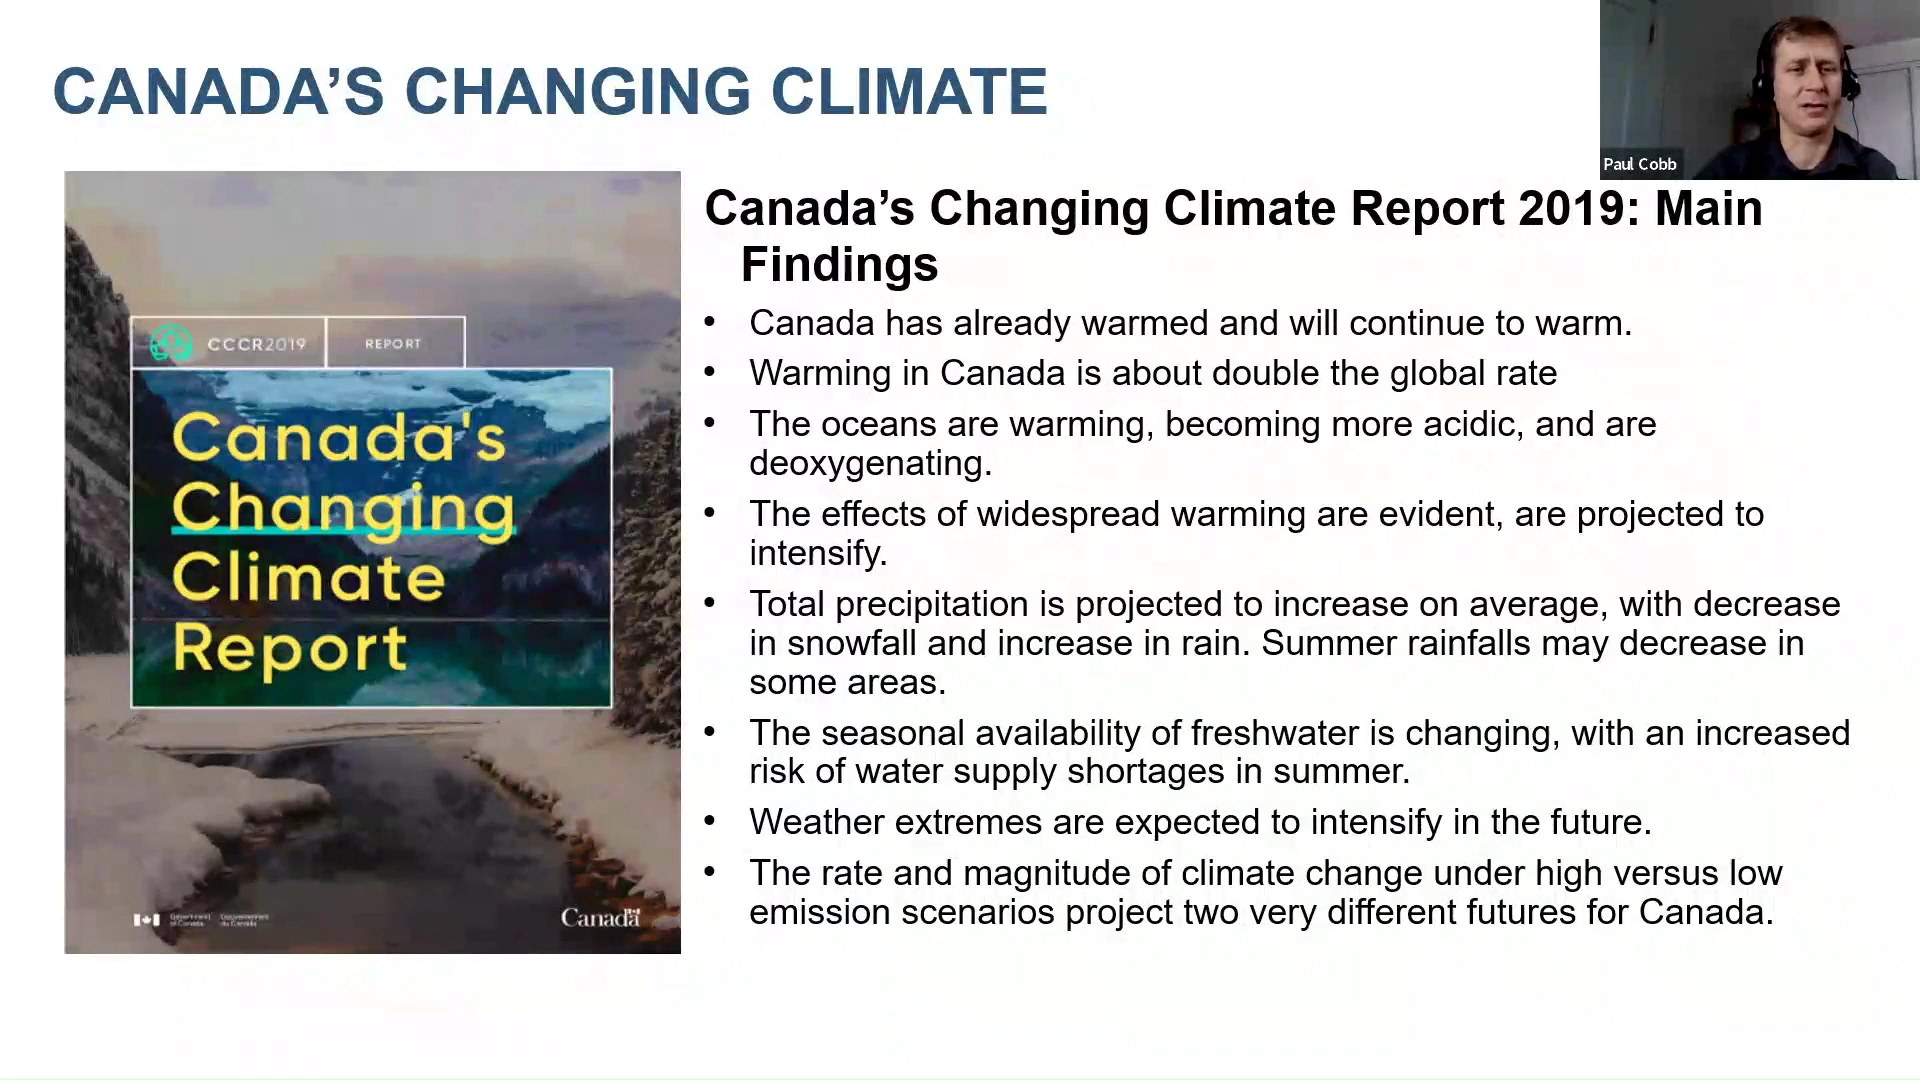 CANADA’S CHANGING CLIMATE
Paul Cobb
CCCR2019
REPORT
Canada's
Changing
Climate
Report
Government of Canada
Gouvernement du Canada
Canada
Canada’s Changing Climate Report 2019: Main
Findings
• Canada has already warmed and will continue to warm.
• Warming in Canada is about double the global rate
• The oceans are warming, becoming more acidic, and are
deoxygenating.
• The effects of widespread warming are evident, are projected to
intensify.
• Total precipitation is projected to increase on average, with decrease
in snowfall and increase in rain. Summer rainfalls may decrease in
some areas.
• The seasonal availability of freshwater is changing, with an increased
risk of water supply shortages in summer.
• Weather extremes are expected to intensify in the future.
• The rate and magnitude of climate change under high versus low
emission scenarios project two very different futures for Canada.